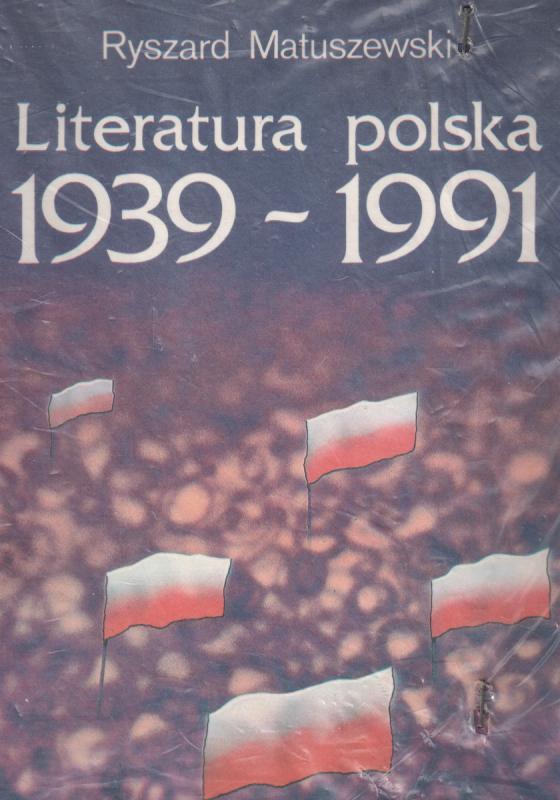 Ryszard Matuszewski
Literatura polska
1939 - 1991